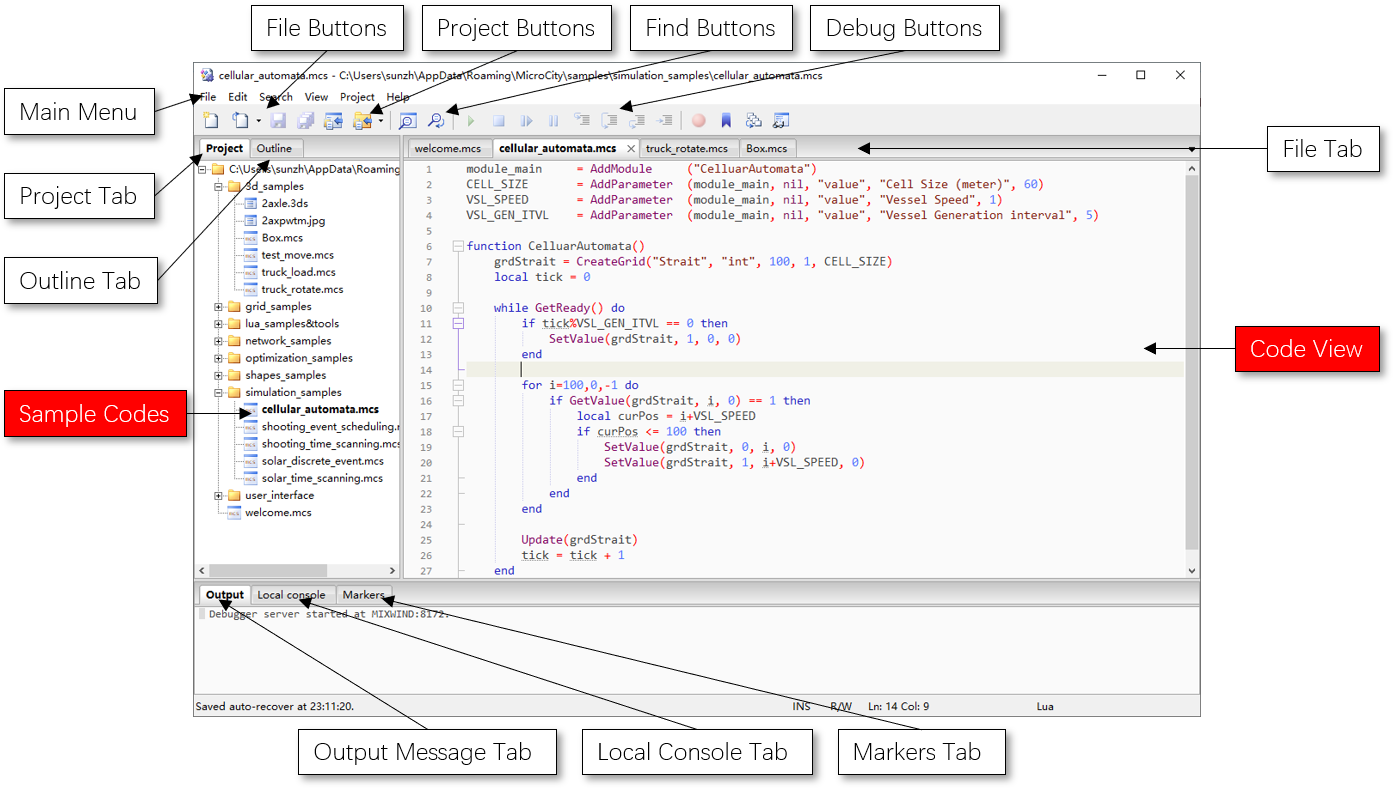 File Buttons
Project Buttons
Find Buttons
Debug Buttons
cellular_automata.mcs - C:\Users\sunzh\AppData\Roaming\MicroCity\samples\simulation_samples\cellular_automata.mcs
Main Menu
File Edit Search View Project Help
File Tab
Project Outline
welcome.mcs cellular_automata.mcs truck_rotate.mcs Box.mcs
Project Tab
Outline Tab
Sample Codes
C:\Users\sunzh\AppData\Roaming
3d_samples
2axle.3ds
2axpwtm.jpg
Box.mcs
test_move.mcs
truck_load.mcs
truck_rotate.mcs
grid_samples
lua_samples&tools
network_samples
optimization_samples
shapes_samples
simulation_samples
cellular_automata.mcs
shooting_event_scheduling.
shooting_time_scanning.mcs
solar_discrete_event.mcs
solar_time_scanning.mcs
user_interface
welcome.mcs
1 module_main = AddModule ("CelluarAutomata")
2 CELL_SIZE = AddParameter (module_main, nil, "value", "Cell Size (meter)", 60)
3 VSL_SPEED = AddParameter (module_main, nil, "value", "Vessel Speed", 1)
4 VSL_GEN_ITVL = AddParameter (module_main, nil, "value", "Vessel Generation interval", 5)
5
6 function CelluarAutomata()
7 grdStrait = CreateGrid("Strait", "int", 100, 1, CELL_SIZE)
8 local tick = 0
9
10 while GetReady() do
11 if tick%VSL_GEN_ITVL == 0 then
12 SetValue(grdStrait, 1, 0, 0)
13 end
14
15 for i=100,0,-1 do
16 if GetValue(grdStrait, i, 0) == 1 then
17 local curPos = i+VSL_SPEED
18 if curPos <= 100 then
19 SetValue(grdStrait, 0, i, 0)
20 SetValue(grdStrait, 1, i+VSL_SPEED, 0)
21 end
22 end
23 end
24
25 Update(grdStrait)
26 tick = tick + 1
27 end
Code View
Output Local console Markers
Debugger server started at MIXWIND:8172.
Saved auto-recover at 23:11:20. INS R/W Ln: 14 Col: 9 Lua
Output Message Tab
Local Console Tab
Markers Tab